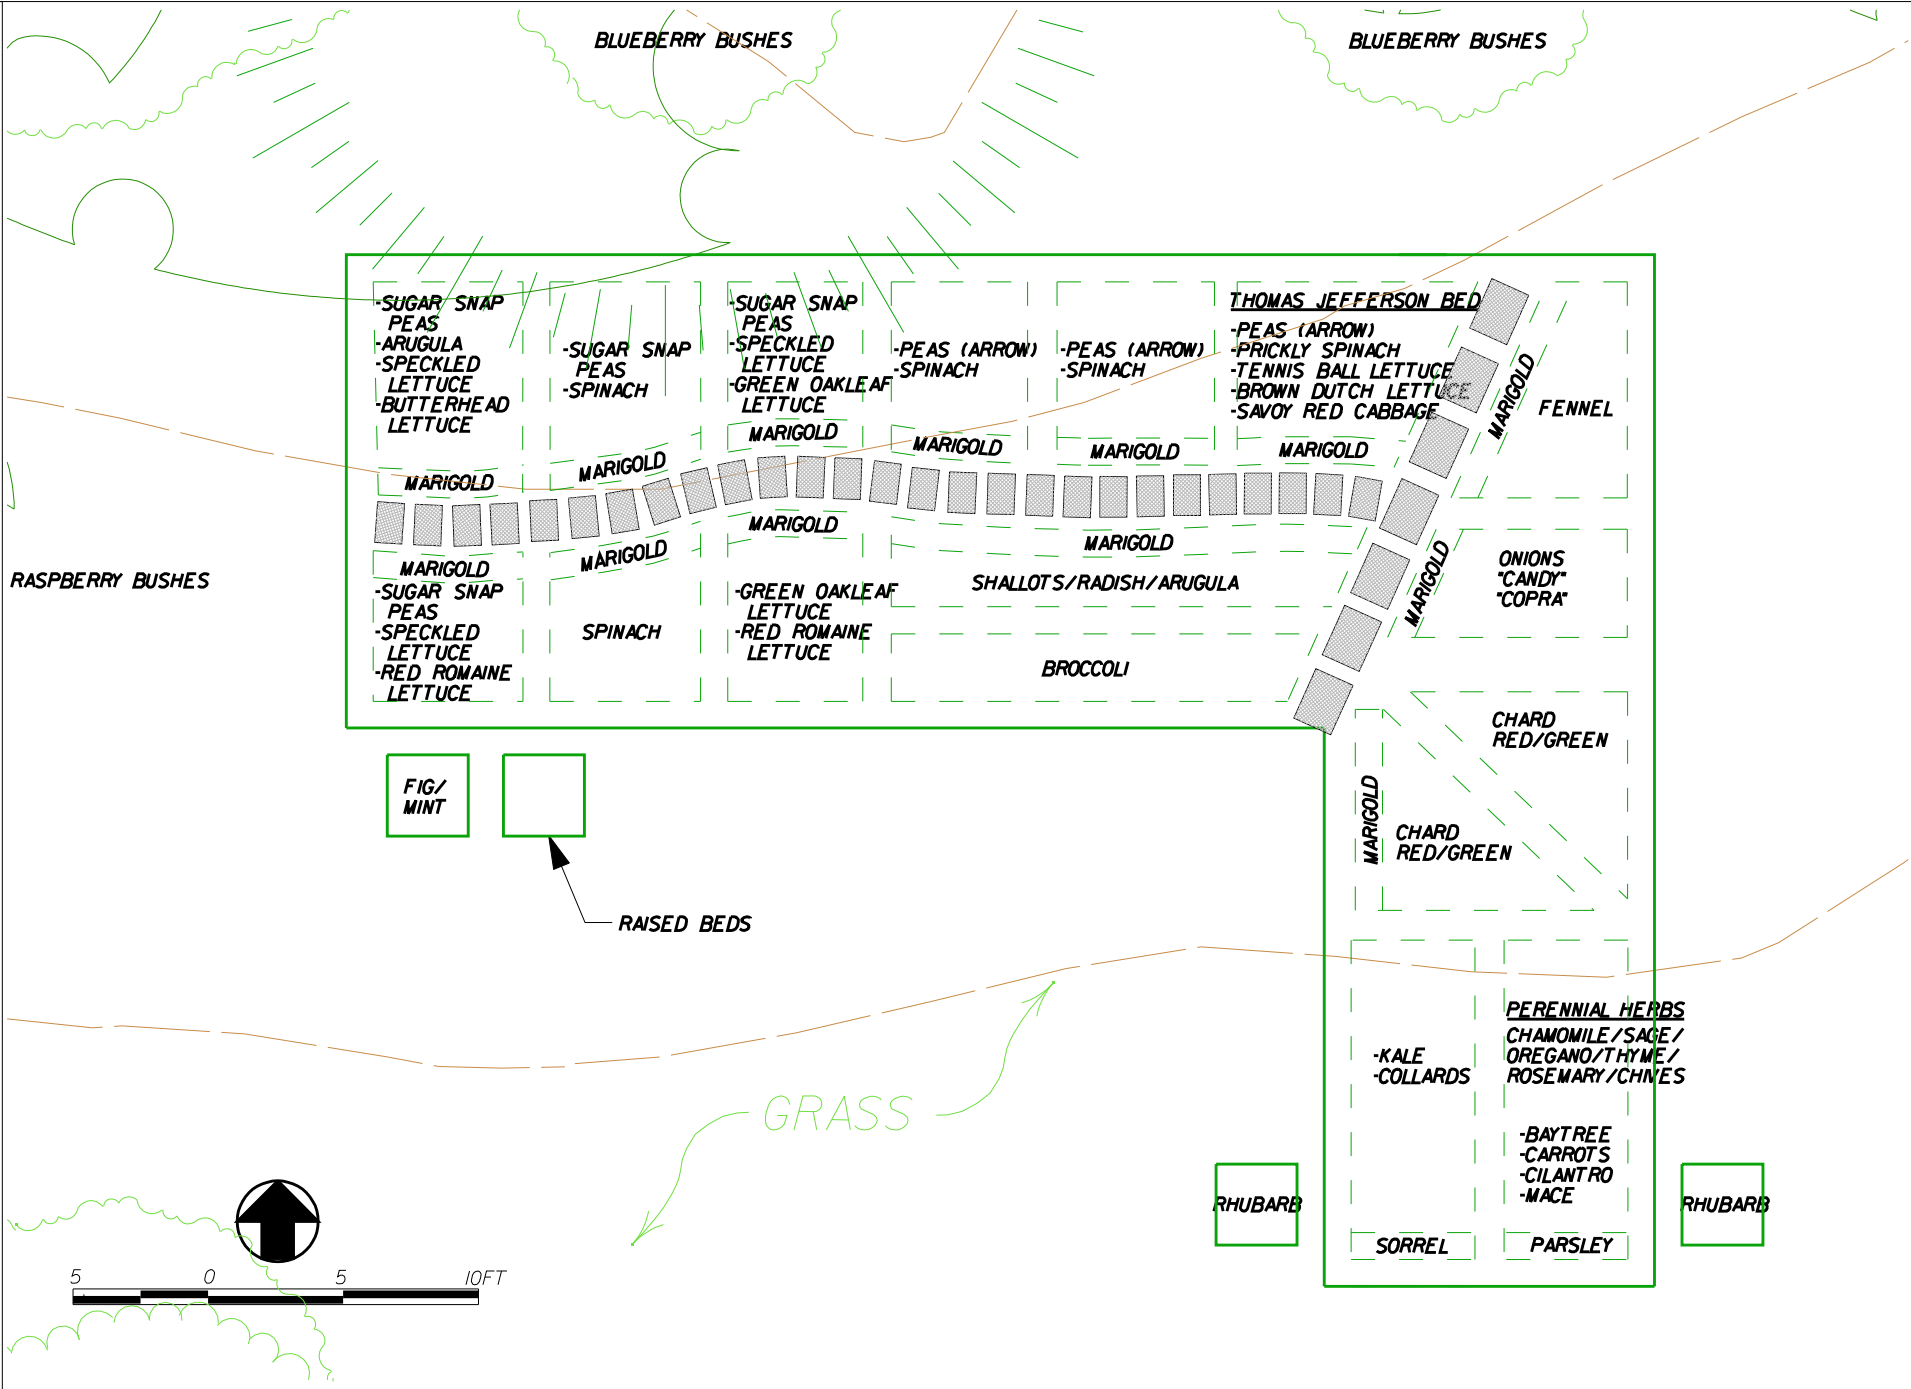 BLUEBERRY BUSHES
BLUEBERRY BUSHES
-SUGAR SNAP
PEAS
-ARUGULA
-SPECKLED
LETTUCE
-BUTTERHEAD
LETTUCE
-SUGAR SNAP
PEAS
-SPINACH
-SUGAR SNAP
PEAS
-SPECKLED
LETTUCE
-GREEN OAKLEAF
LETTUCE
-PEAS (ARROW)
-SPINACH
-PEAS (ARROW)
-SPINACH
THOMAS JEFFERSON BED
-PEAS (ARROW)
-PRICKLY SPINACH
-TENNIS BALL LETTUCE
-BROWN DUTCH LETTUCE
-SAVOY RED CABBAGE
MARIGOLD
FENNEL
MARIGOLD
MARIGOLD
MARIGOLD
MARIGOLD
MARIGOLD
MARIGOLD
MARIGOLD
MARIGOLD
MARIGOLD
MARIGOLD
MARIGOLD
RASPBERRY BUSHES
-SUGAR SNAP
PEAS
-SPECKLED
LETTUCE
-RED ROMAINE
LETTUCE
SPINACH
-GREEN OAKLEAF
LETTUCE
-RED ROMAINE
LETTUCE
SHALLOTS/RADISH/ARUGULA
BROCCOLI
ONIONS
"CANDY"
"COPRA"
CHARD
RED/GREEN
MARIGOLD
CHARD
RED/GREEN
FIG/
MINT
RAISED BEDS
PERENNIAL HERBS
CHAMOMILE/SAGE/
OREGANO/THYME/
ROSEMARY/CHIVES
-KALE
-COLLARDS
-BAYTREE
-CARROTS
-CILANTRO
-MACE
GRASS
RHUBARB
RHUBARB
SORREL
PARSLEY
5 0 5 10FT